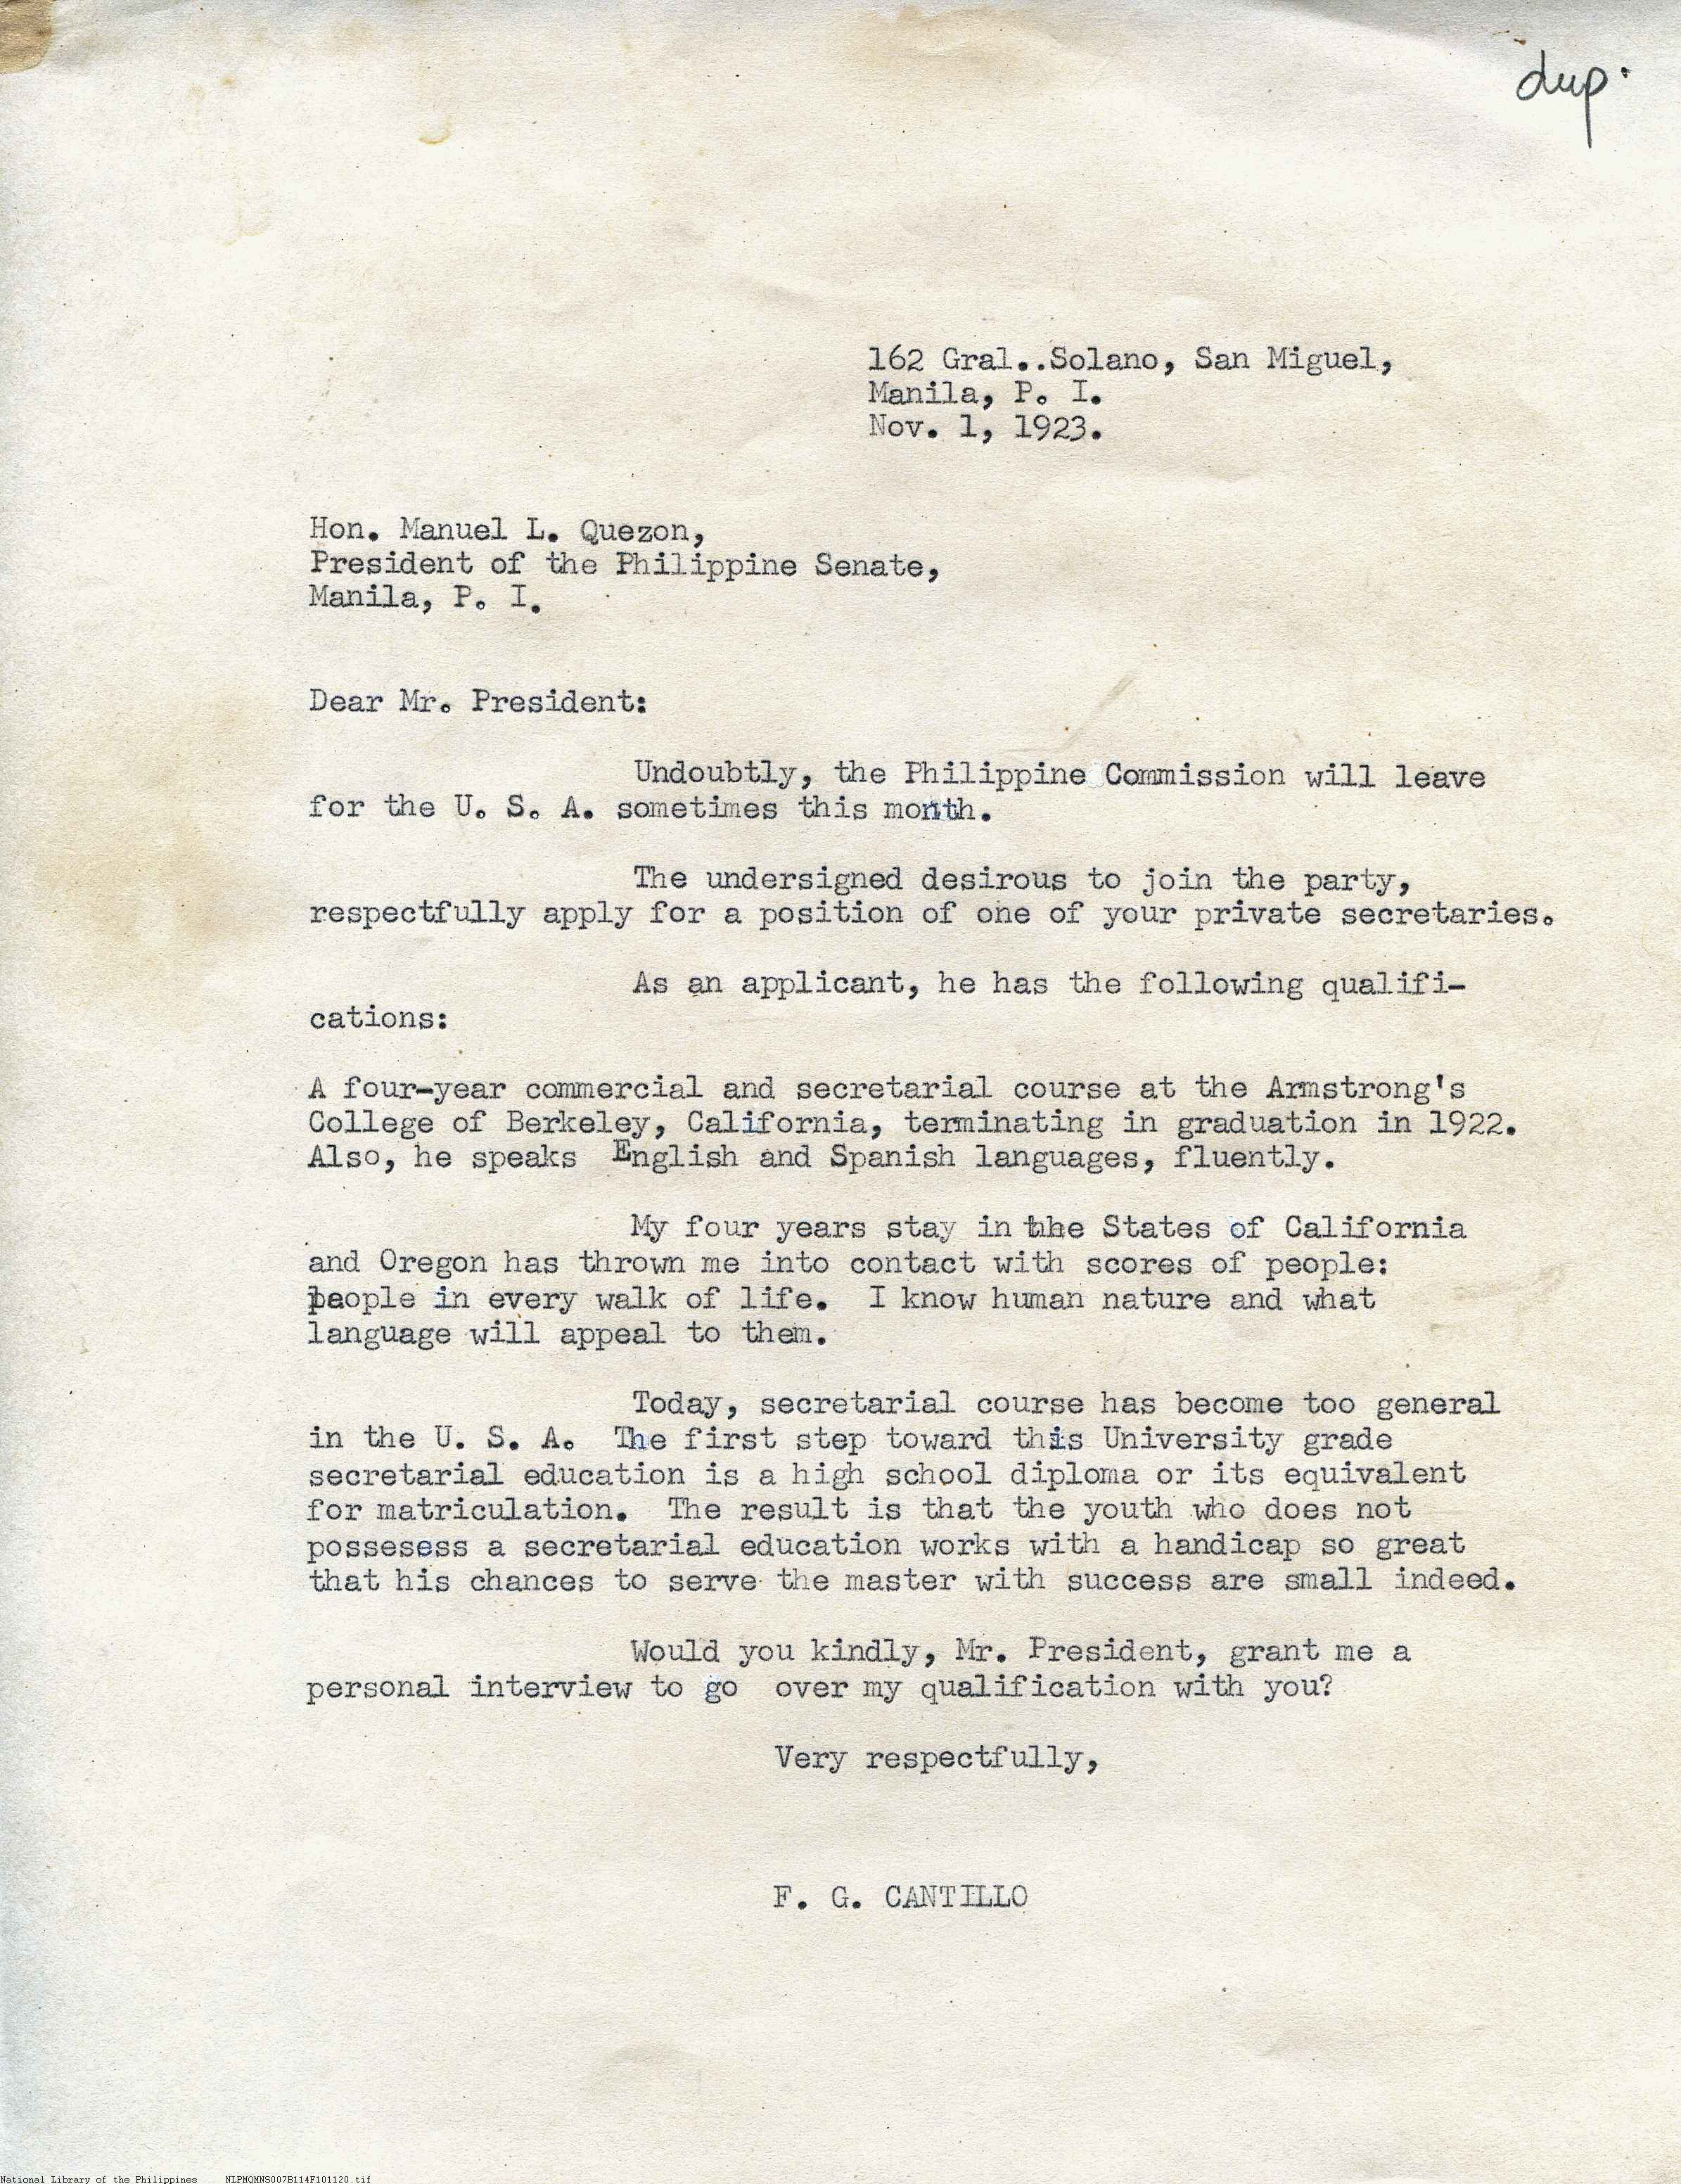 dup.
162 Gral..Solano, San Miguel,
Manila, P. I.
Nov. 1, 1923.
Hon. Manuel L. Quezon,
President of the Philippine Senate,
Manila, P. I.
Dear Mr. President:
Undoubtly, the Philippine Commission will leave
for the U. S. A. sometimes this month.
The undersigned desirous to join the party,
respectfully apply for a position of one of your private secretaries.
As an applicant, he has the following qualifi-
cations:
A four-year commercial and secretarial course at the Armstrong's
College of Berkeley, California, terminating in graduation in 1922.
Also, he speaks English and Spanish languages, fluently.
My four years stay in the States of California
and Oregon has thrown me into contact with scores of people:
people in every walk of life. I know human nature and what
language will appeal to them.
Today, secretarial course has become too general
in the U. S. A. The first step toward this University grade
secretarial education is a high school diploma or its equivalent
for matriculation. The result is that the youth who does not
possesess a secretarial education works with a handicap so great
that his chances to serve the master with success are small indeed.
Would you kindly, Mr. President, grant me a
personal interview to go over my qualification with you?
Very respectfully,
F. G. CANTILLO
National Library of the Philippines NLPMQMNS007B114F101120.tif